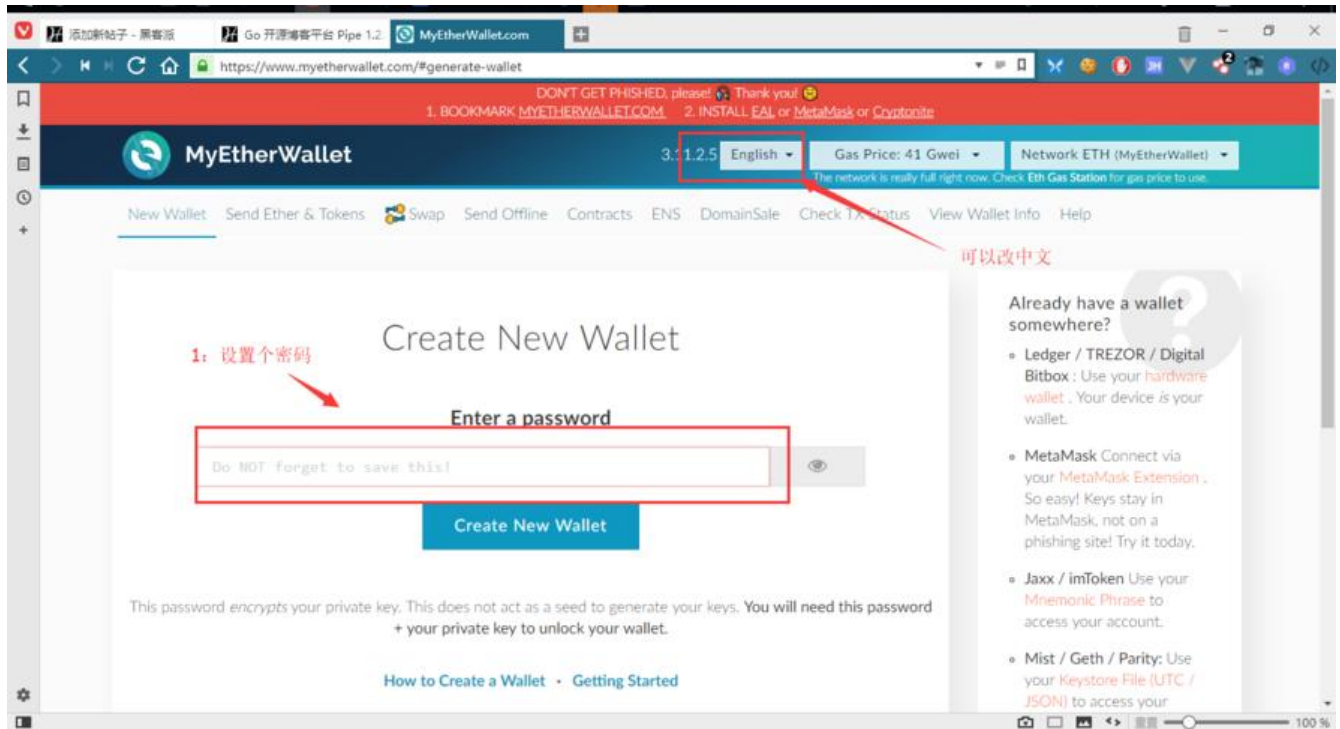 添加新帖子 - 黑客派
Go 开源博客平台 Pipe 1.2.
MyEtherWallet.com
https://www.myetherwallet.com/#generate-wallet
2
DON'T GET PHISHED, please! Thank you!
1. BOOKMARK MYETHERWALLET.COM 2. INSTALL EAL or MetaMask or Cryptonite
MyEtherWallet
3.11.2.5 English
Gas Price: 41 Gwei
Network ETH (MyEtherWallet)
The network is really full right now. Check Eth Gas Station for gas price to use.
New Wallet Send Ether & Tokens Swap Send Offline Contracts ENS DomainSale Check TX Status View Wallet Info Help
可以改中文
Create New Wallet
1: 设置个密码
Enter a password
Do NOT forget to save this!
Create New Wallet
This password encrypts your private key. This does not act as a seed to generate your keys. You will need this password
+ your private key to unlock your wallet.
How to Create a Wallet • Getting Started
Already have a wallet
somewhere?
Ledger / TREZOR / Digital
Bitbox : Use your hardware
wallet . Your device is your
wallet.
MetaMask Connect via
your MetaMask Extension .
So easy! Keys stay in
MetaMask, not on a
phishing site! Try it today.
Jaxx / imToken Use your
Mnemonic Phrase to
access your account.
Mist / Geth / Parity: Use
your Keystore File (UTC /
JSON) to access your
100 %